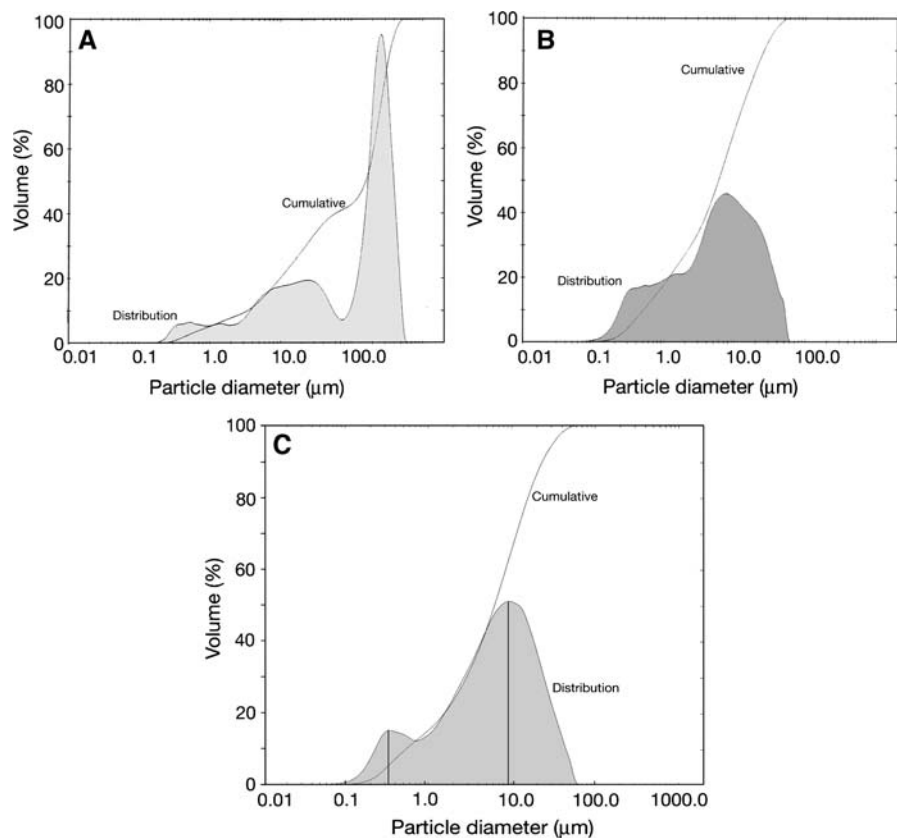 A
100
80
60
40
20
0
Volume (%)
Cumulative
Distribution
0.01 0.1 1.0 10.0 100.0
Particle diameter (μm)
B
100
80
60
40
20
0
Volume (%)
Cumulative
Distribution
0.01 0.1 1.0 10.0 100.0
Particle diameter (μm)
C
100
80
60
40
20
0
Volume (%)
Cumulative
Distribution
0.01 0.1 1.0 10.0 100.0 1000.0
Particle diameter (μm)